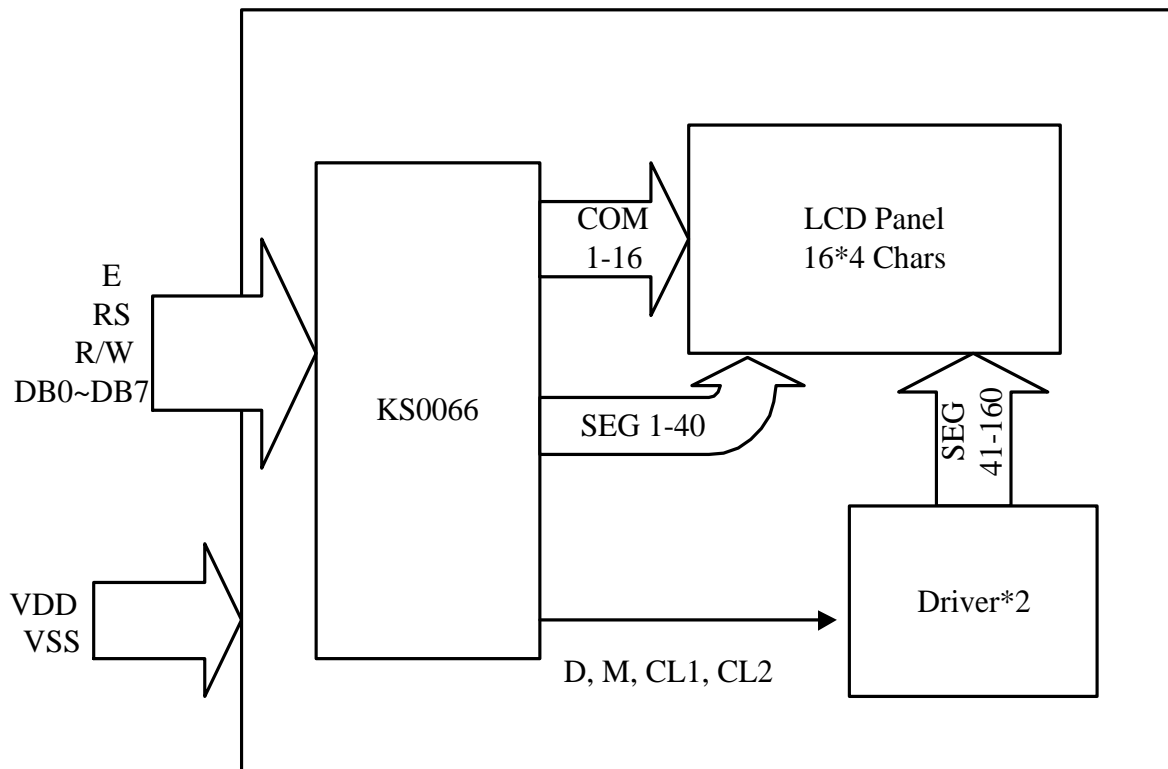 E
RS
R/W
DB0~DB7
VDD
VSS
KS0066
COM
1-16
SEG 1-40
D, M, CL1, CL2
LCD Panel
16*4 Chars
SEG
41-160
Driver*2